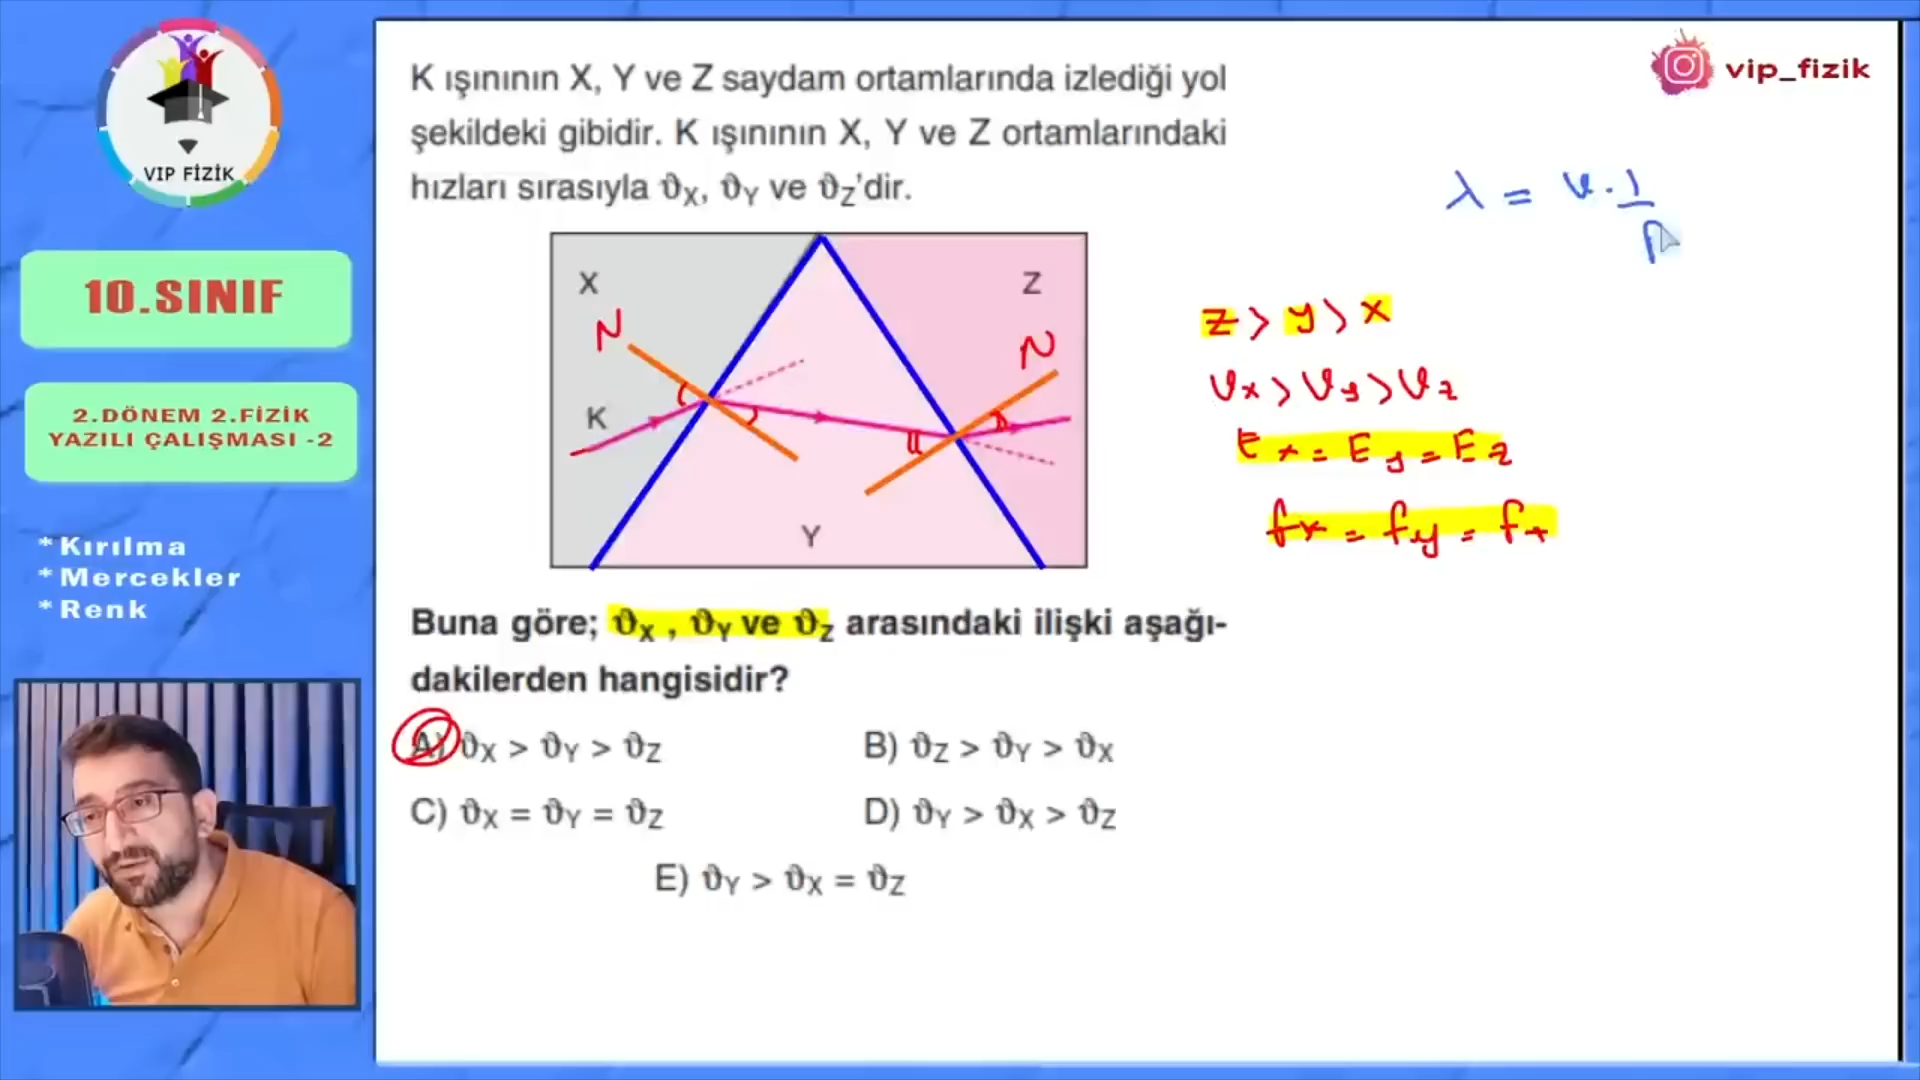 VIP FİZİK
10.SINIF
2.DÖNEM 2.FİZİK
YAZILI ÇALIŞMASI -2
*Kırılma
*Mercekler
*Renk
vip_fizik
K ışınının X, Y ve Z saydam ortamlarında izlediği yol
şekildeki gibidir. K ışınının X, Y ve Z ortamlarındaki
hızları sırasıyla ϑX, ϑY ve ϑZ'dir.
X
Z
N
N
K
Y
λ = v . 1
z > y > x
vx > vy > vz
Ex = Ey = Ez
fx = fy = fz
Buna göre; ϑX , ϑY ve ϑZ arasındaki ilişki aşağı-
dakilerden hangisidir?
A) ϑX > ϑY > ϑZ
B) ϑZ > ϑY > ϑX
C) ϑX = ϑY = ϑZ
D) ϑY > ϑX > ϑZ
E) ϑY > ϑX = ϑZ